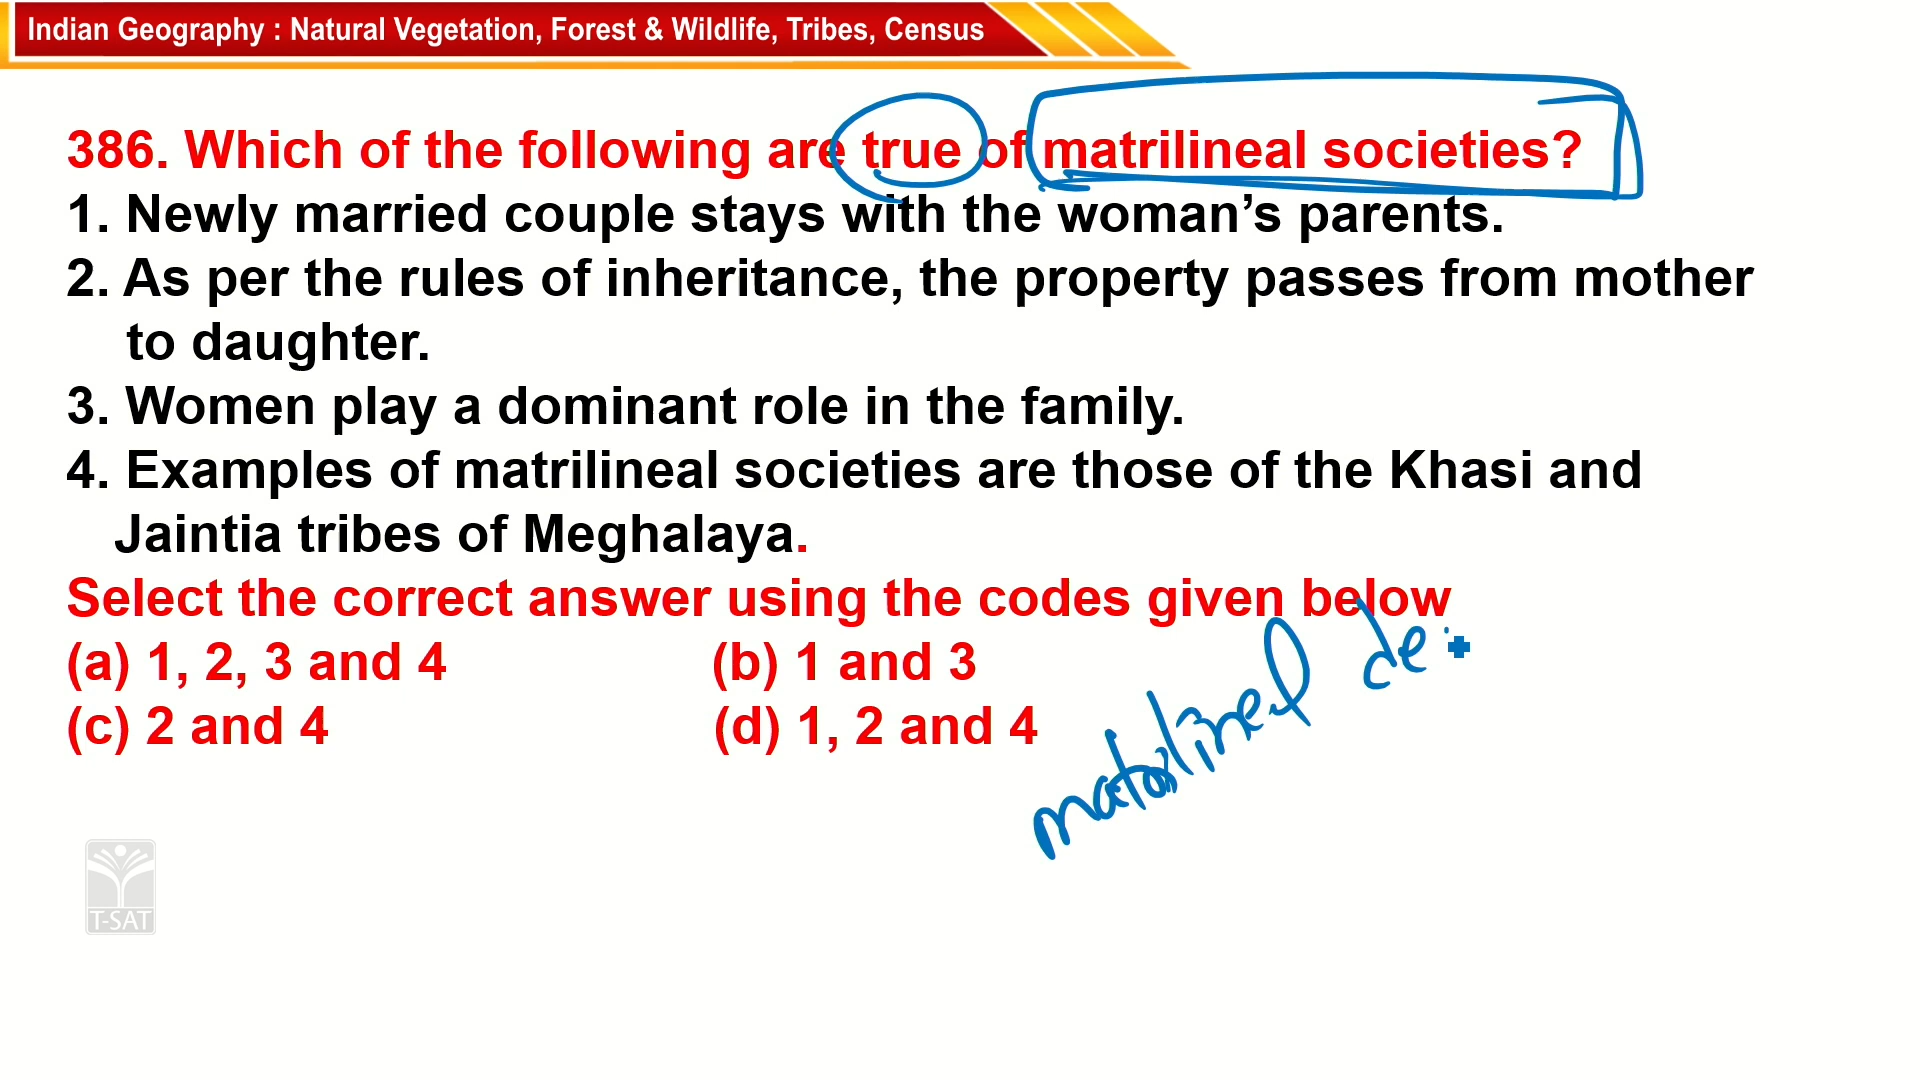 Indian Geography : Natural Vegetation, Forest & Wildlife, Tribes, Census
386. Which of the following are true of matrilineal societies?
1. Newly married couple stays with the woman’s parents.
2. As per the rules of inheritance, the property passes from mother
to daughter.
3. Women play a dominant role in the family.
4. Examples of matrilineal societies are those of the Khasi and
Jaintia tribes of Meghalaya.
Select the correct answer using the codes given below
(a) 1, 2, 3 and 4 (b) 1 and 3
(c) 2 and 4 (d) 1, 2 and 4
de
T-SAT